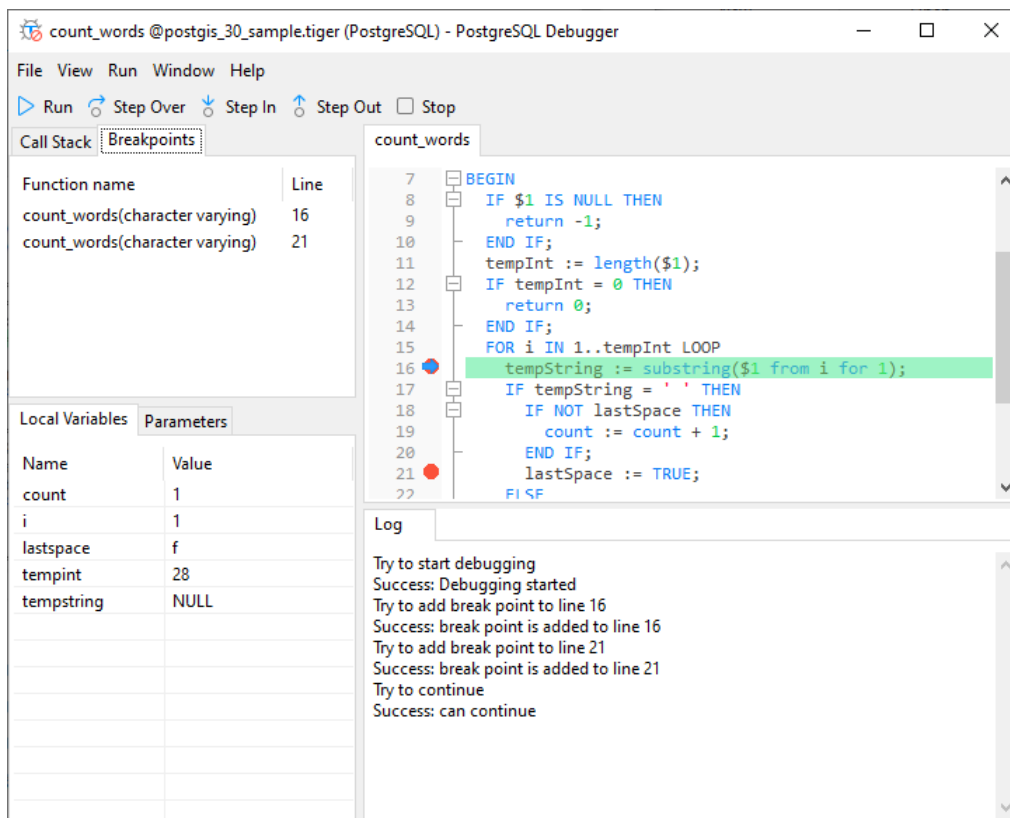 count_words @postgis_30_sample.tiger (PostgreSQL) - PostgreSQL Debugger
File View Run Window Help
Run Step Over Step In Step Out Stop
Call Stack Breakpoints
Function name Line
count_words(character varying) 16
count_words(character varying) 21
Local Variables Parameters
Name Value
count 1
i 1
lastspace f
tempint 28
tempstring NULL
count_words
7 BEGIN
8 IF $1 IS NULL THEN
9 return -1;
10 END IF;
11 tempInt := length($1);
12 IF tempInt = 0 THEN
13 return 0;
14 END IF;
15 FOR i IN 1..tempInt LOOP
16 tempString := substring($1 from i for 1);
17 IF tempString = ' ' THEN
18 IF NOT lastSpace THEN
19 count := count + 1;
20 END IF;
21 lastSpace := TRUE;
22 ELSE
Log
Try to start debugging
Success: Debugging started
Try to add break point to line 16
Success: break point is added to line 16
Try to add break point to line 21
Success: break point is added to line 21
Try to continue
Success: can continue